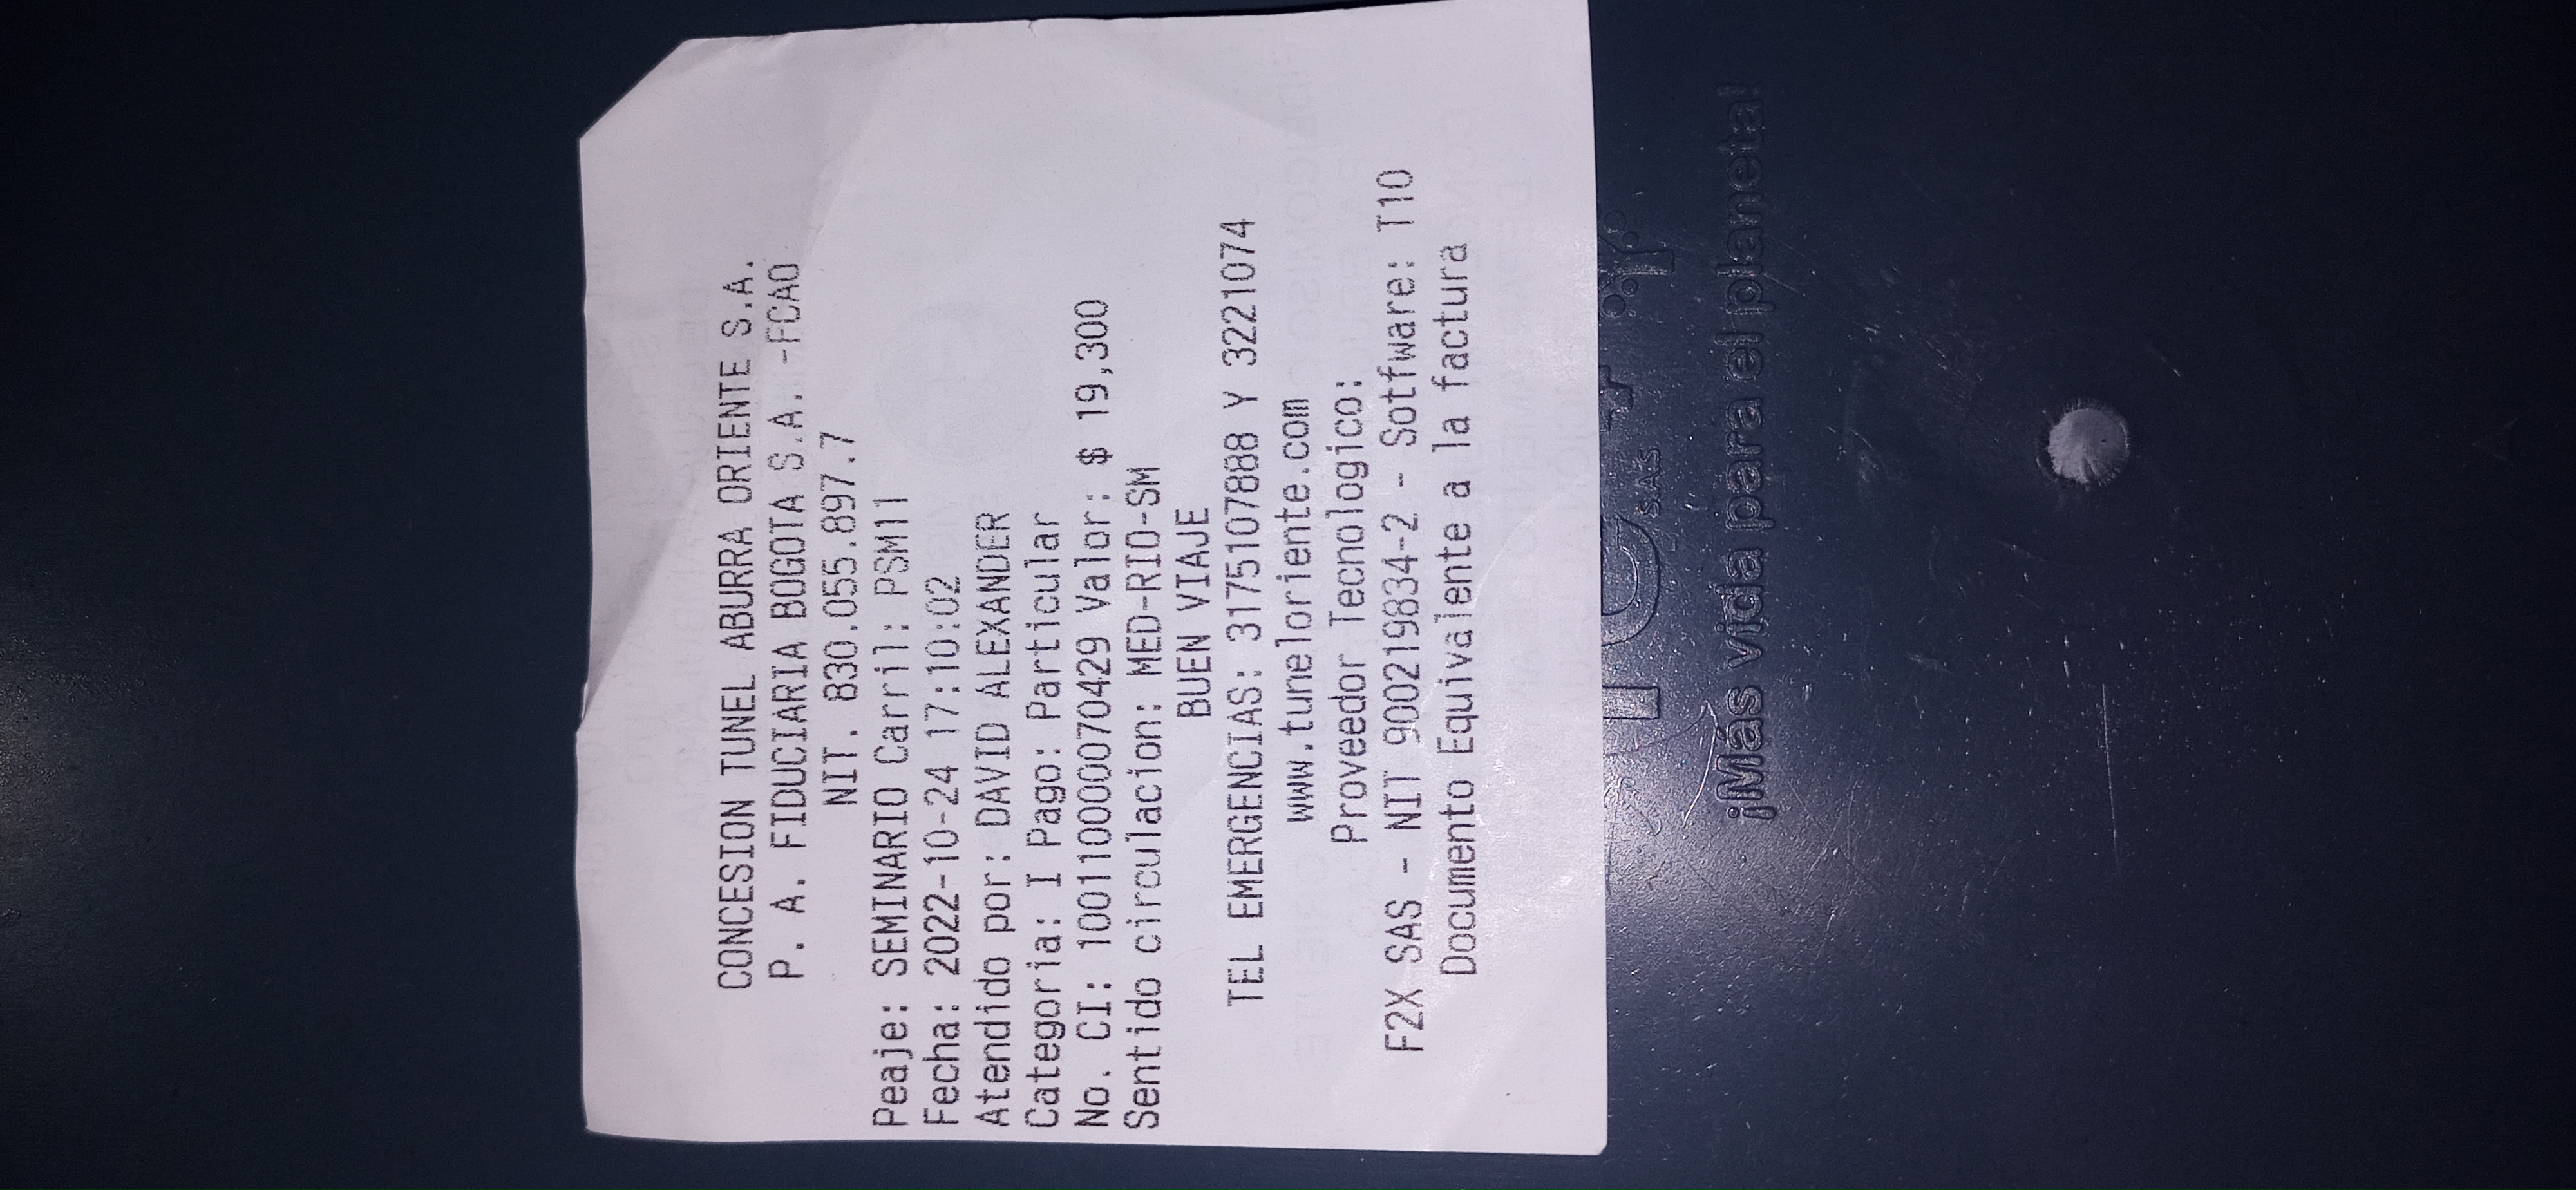 CONCESION TUNEL ABURRA ORIENTE S.A.
P. A. FIDUCIARIA BOGOTA S.A. -FCAO
NIT. 830.055.897.7
Peaje: SEMINARIO Carril: PSM11
Fecha: 2022-10-24 17:10:02
Atendido por: DAVID ALEXANDER
Categoria: I Pago: Particular
No. CI: 1001100000070429 Valor: $ 19,300
Sentido circulacion: MED-RIO-SM
BUEN VIAJE
TEL EMERGENCIAS: 3175107888 Y 3221074
www.tuneloriente.com
Proveedor Tecnologico:
F2X SAS - NIT 900219834-2 - Sotfware: T10
Documento Equivalente a la factura
S.A.S
¡Más vida para el planeta!